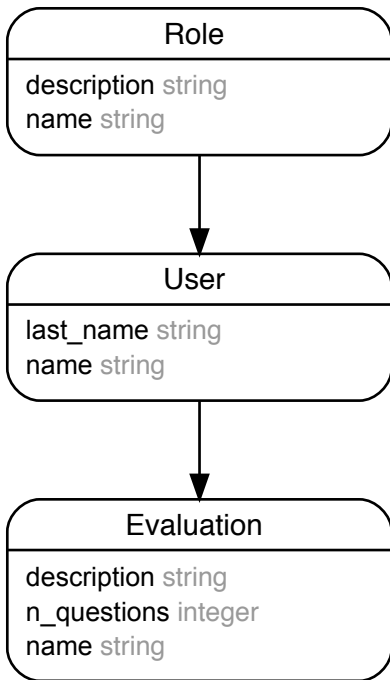 Role
description string
name string
User
last_name string
name string
Evaluation
description string
n_questions integer
name string